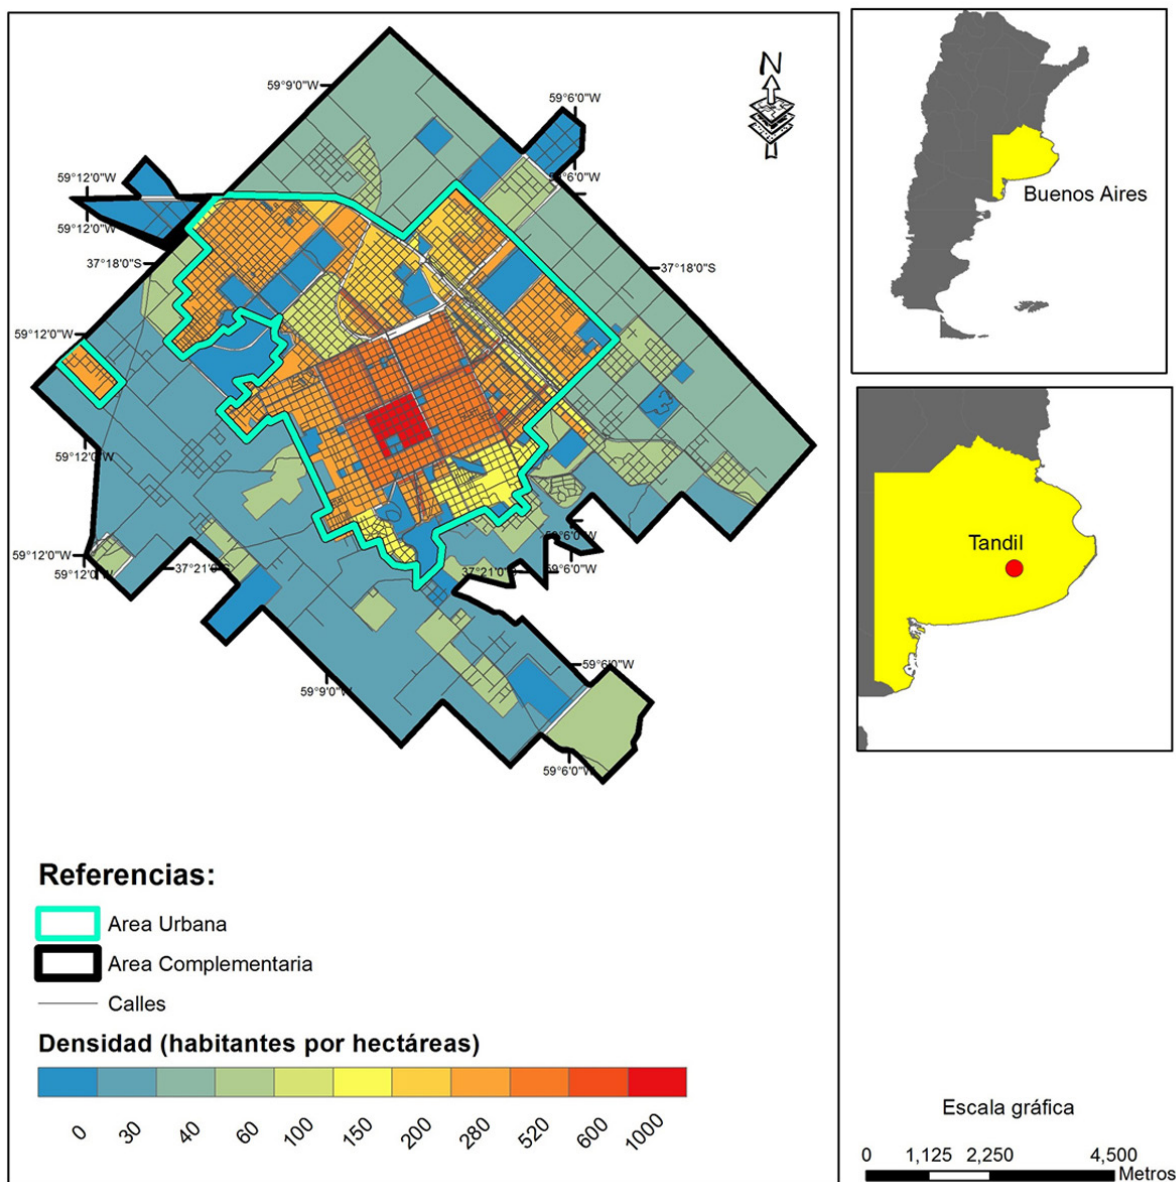 N
59°9'0"W
59°6'0"W
59°12'0"W
59°6'0"W
59°12'0"W
37°18'0"S
37°18'0"S
59°12'0"W
59°12'0"W
59°6'0"W
59°12'0"W
59°12'0"W
37°21'0"S
37°21'0"S
59°6'0"W
59°6'0"W
59°9'0"W
59°6'0"W
Buenos Aires
Tandil
Referencias:
Area Urbana
Area Complementaria
Calles
Densidad (habitantes por hectáreas)
0 30 40 60 100 150 200 280 520 600 1000
Escala gráfica
0 1,125 2,250 4,500
Metros